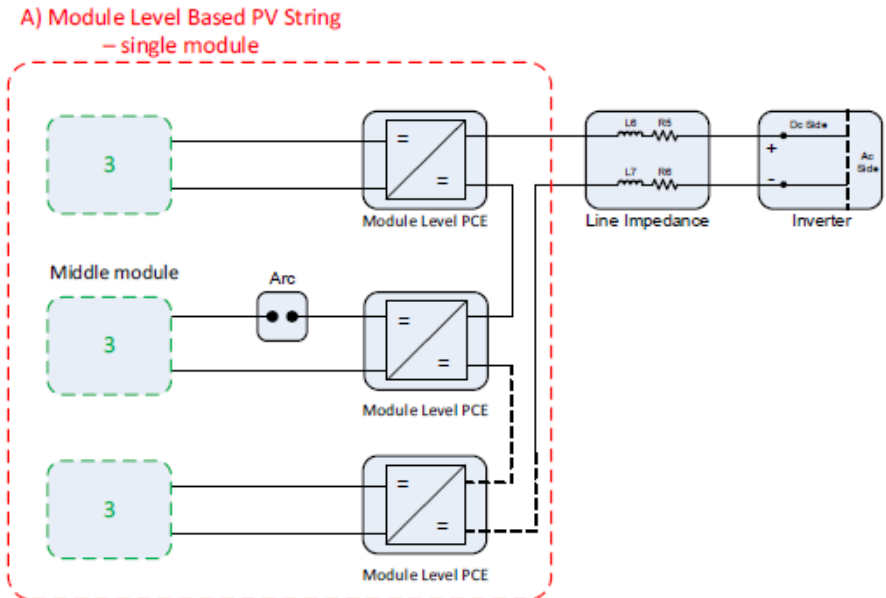 A) Module Level Based PV String
– single module
3
=
=
Module Level PCE
L6 R5
L7 R6
Line Impedance
Dc Side
+
-
Ac
Side
Inverter
Middle module
Arc
3
=
=
Module Level PCE
3
=
=
Module Level PCE